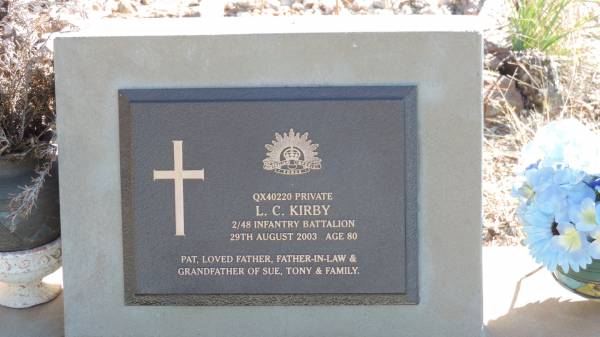 QX40220 PRIVATE
L. C. KIRBY
2/48 INFANTRY BATTALION
29TH AUGUST 2003 AGE 80
PAT, LOVED FATHER, FATHER-IN-LAW &
GRANDFATHER OF SUE, TONY & FAMILY.